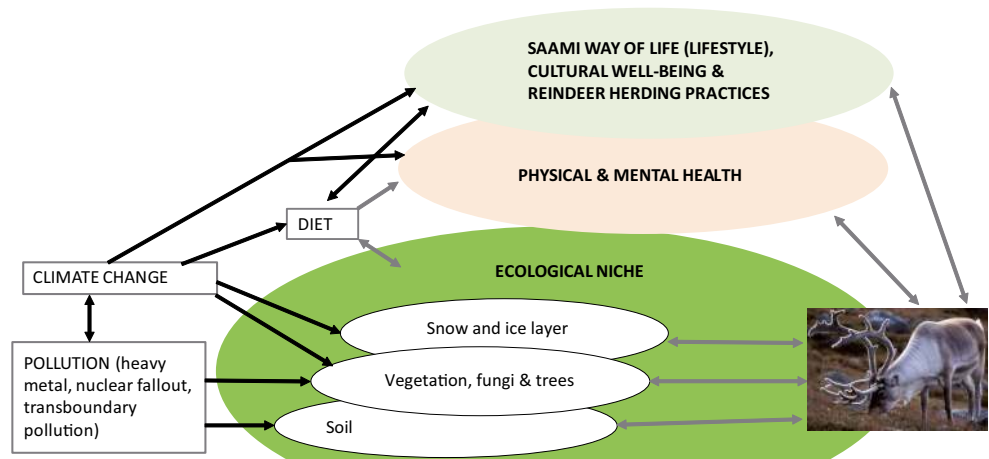 SAAMI WAY OF LIFE (LIFESTYLE),
CULTURAL WELL-BEING &
REINDEER HERDING PRACTICES
PHYSICAL & MENTAL HEALTH
DIET
ECOLOGICAL NICHE
CLIMATE CHANGE
Snow and ice layer
POLLUTION (heavy
metal, nuclear fallout,
transboundary
pollution)
Vegetation, fungi & trees
Soil